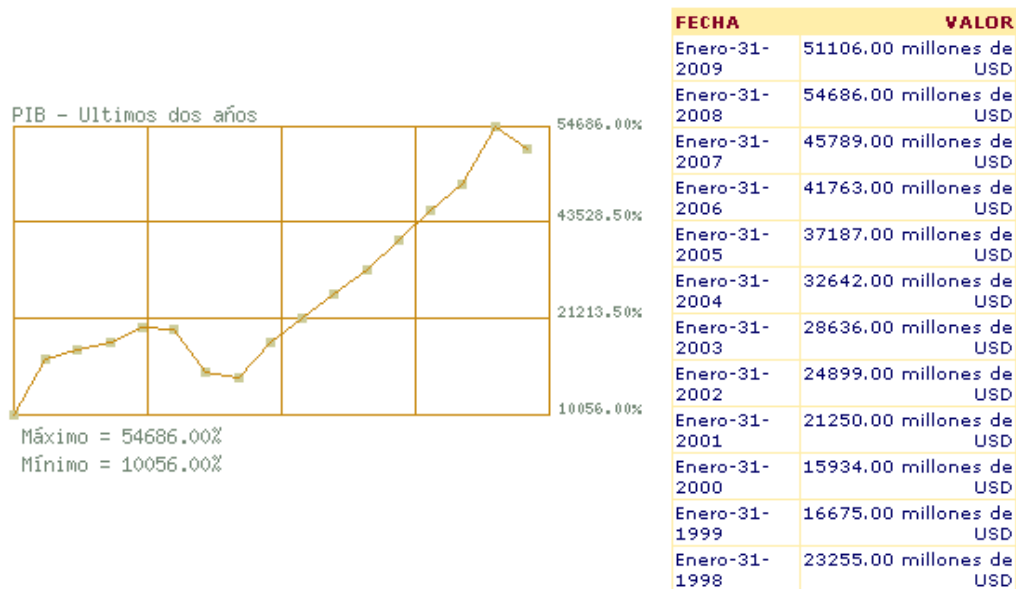 PIB - Ultimos dos años
54686.00%
43528.50%
21213.50%
10056.00%
Máximo = 54686.00%
Mínimo = 10056.00%
FECHA VALOR
Enero-31- 51106.00 millones de
2009 USD
Enero-31- 54686.00 millones de
2008 USD
Enero-31- 45789.00 millones de
2007 USD
Enero-31- 41763.00 millones de
2006 USD
Enero-31- 37187.00 millones de
2005 USD
Enero-31- 32642.00 millones de
2004 USD
Enero-31- 28636.00 millones de
2003 USD
Enero-31- 24899.00 millones de
2002 USD
Enero-31- 21250.00 millones de
2001 USD
Enero-31- 15934.00 millones de
2000 USD
Enero-31- 16675.00 millones de
1999 USD
Enero-31- 23255.00 millones de
1998 USD